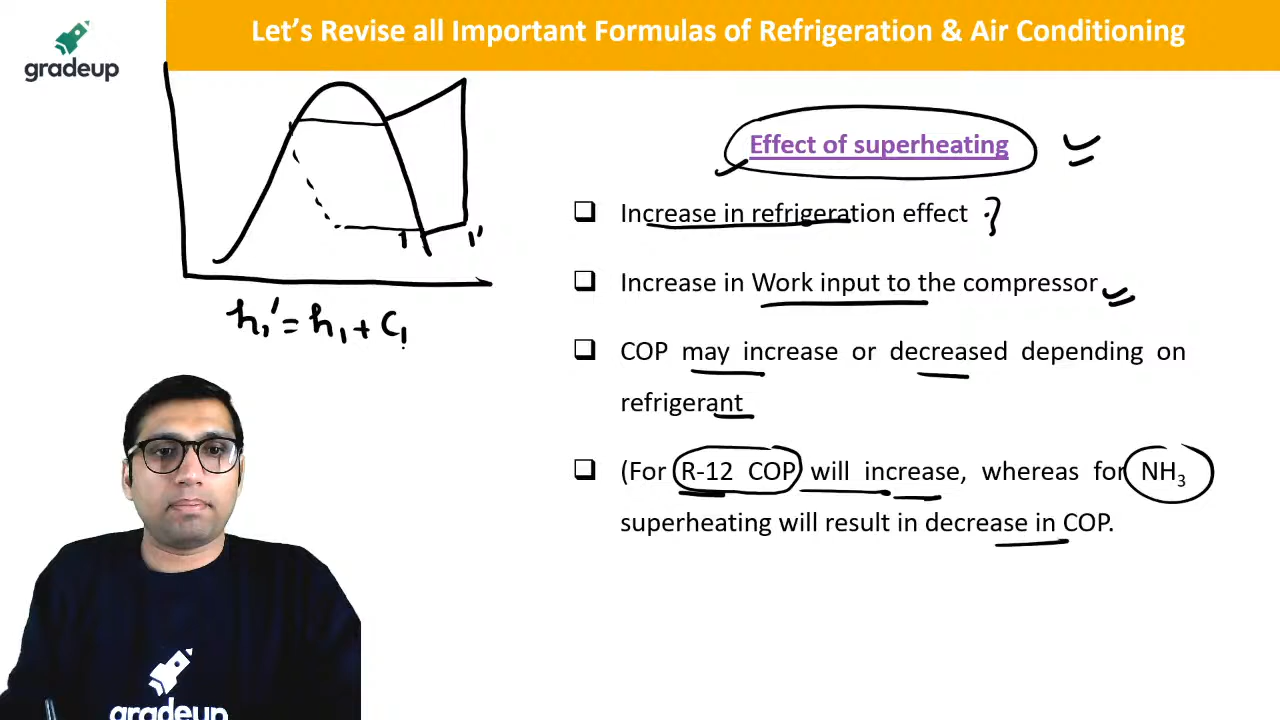 Let's Revise all Important Formulas of Refrigeration & Air Conditioning
gradeup
Effect of superheating
Increase in refrigeration effect
Increase in Work input to the compressor
COP may increase or decreased depending on
refrigerant
(For R-12 COP will increase, whereas for NH₃
superheating will result in decrease in COP.
1 1'
h₁' = h₁ + C₁
gradeup